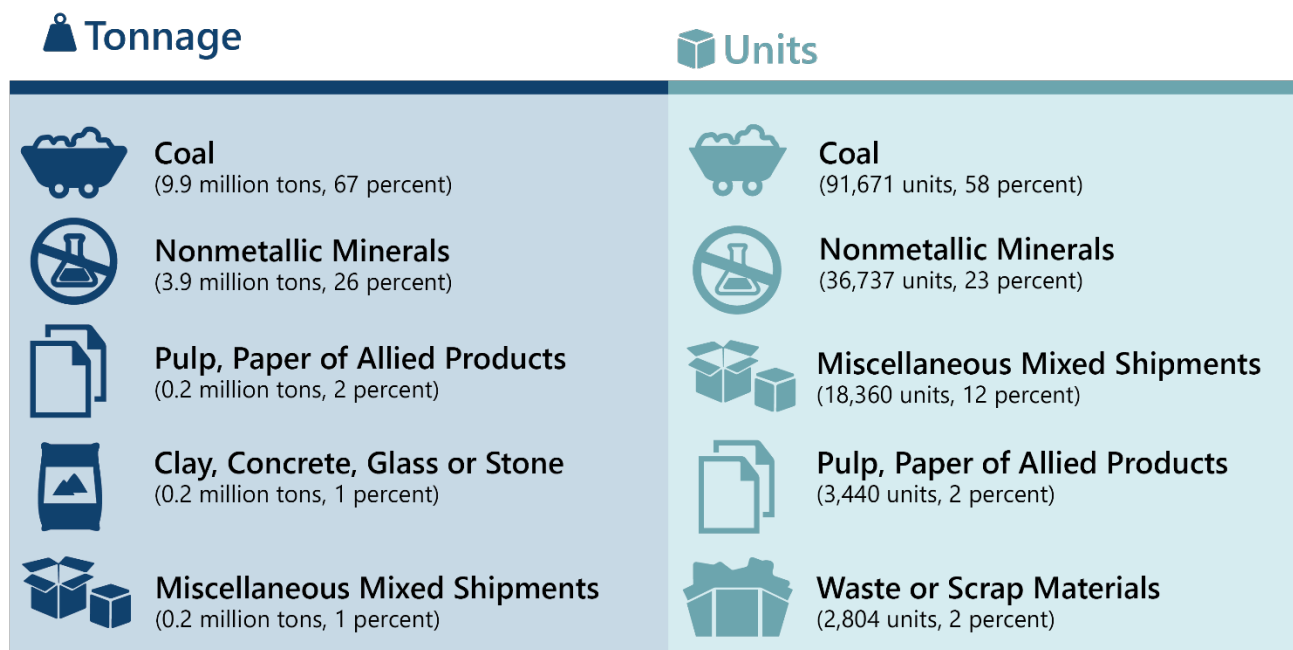 Tonnage
Coal
(9.9 million tons, 67 percent)
Nonmetallic Minerals
(3.9 million tons, 26 percent)
Pulp, Paper of Allied Products
(0.2 million tons, 2 percent)
Clay, Concrete, Glass or Stone
(0.2 million tons, 1 percent)
Miscellaneous Mixed Shipments
(0.2 million tons, 1 percent)
Units
Coal
(91,671 units, 58 percent)
Nonmetallic Minerals
(36,737 units, 23 percent)
Miscellaneous Mixed Shipments
(18,360 units, 12 percent)
Pulp, Paper of Allied Products
(3,440 units, 2 percent)
Waste or Scrap Materials
(2,804 units, 2 percent)